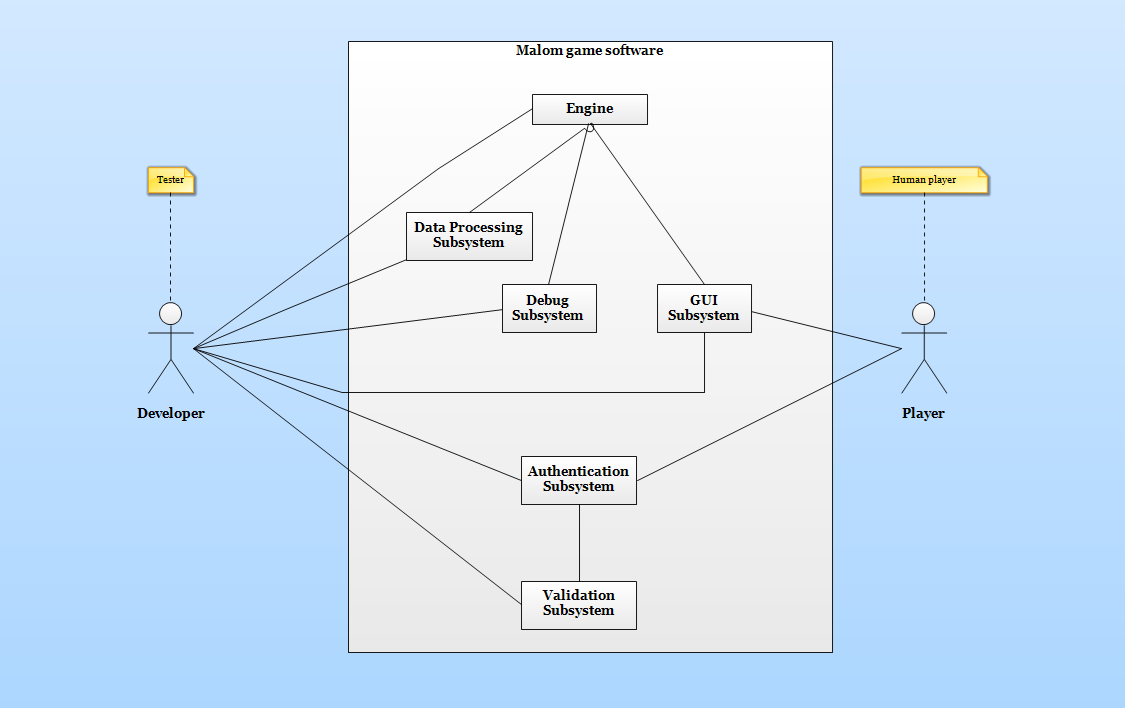 Malom game software
Engine
Tester
Human player
Data Processing
Subsystem
Debug
Subsystem
GUI
Subsystem
Developer
Player
Authentication
Subsystem
Validation
Subsystem